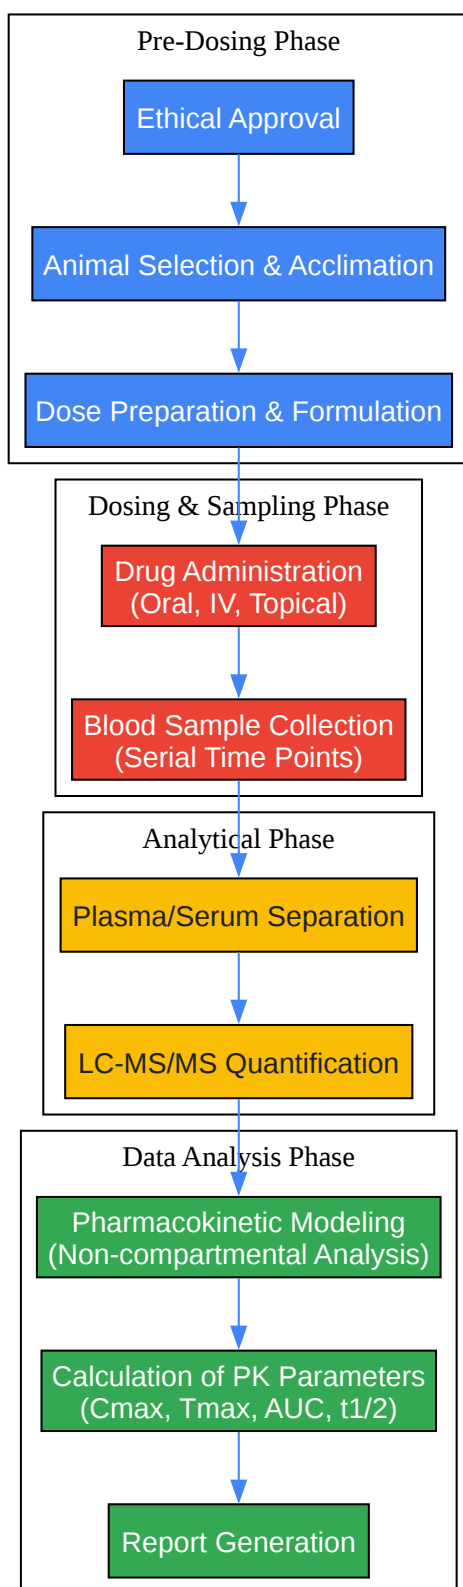 Pre-Dosing Phase
Ethical Approval
Animal Selection & Acclimation
Dose Preparation & Formulation
Dosing & Sampling Phase
Drug Administration
(Oral, IV, Topical)
Blood Sample Collection
(Serial Time Points)
Analytical Phase
Plasma/Serum Separation
LC-MS/MS Quantification
Data Analysis Phase
Pharmacokinetic Modeling
(Non-compartmental Analysis)
Calculation of PK Parameters
(Cmax, Tmax, AUC, t1/2)
Report Generation